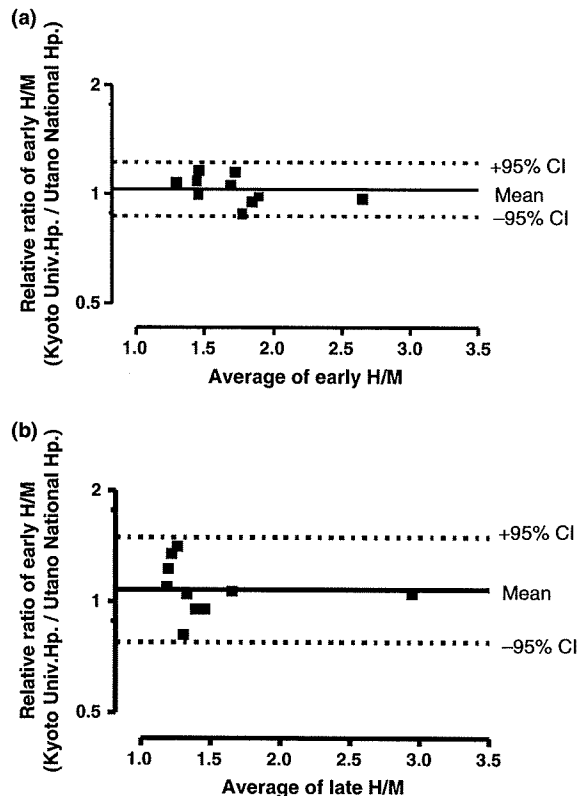 (a)
Relative ratio of early H/M
(Kyoto Univ.Hp. / Utano National Hp.)
2
1
0.5
+95% CI
Mean
–95% CI
1.0 1.5 2.0 2.5 3.0 3.5
Average of early H/M
(b)
Relative ratio of early H/M
(Kyoto Univ.Hp. / Utano National Hp.)
2
1
0.5
+95% CI
Mean
–95% CI
1.0 1.5 2.0 2.5 3.0 3.5
Average of late H/M